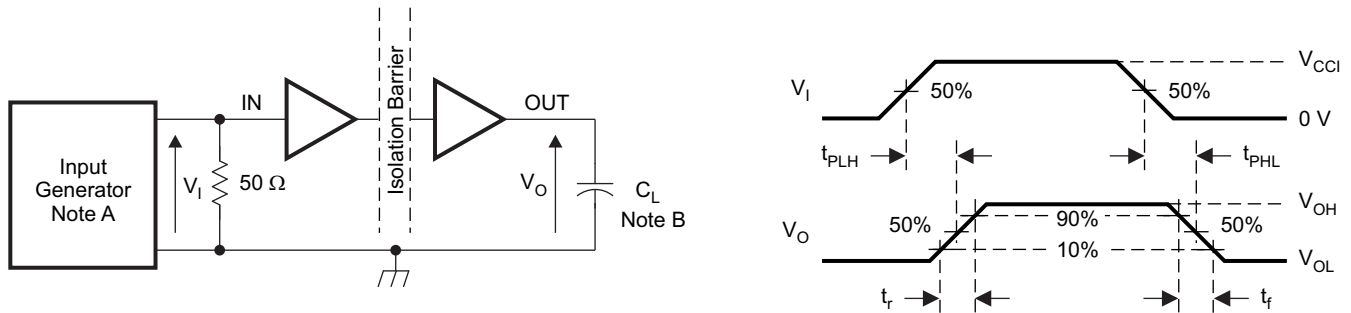 Input
Generator
Note A
V_I
50 Ω
IN
Isolation Barrier
OUT
V_O
C_L
Note B
V_I
50%
50%
V_CCI
0 V
t_PLH
t_PHL
V_O
50%
90%
10%
50%
V_OH
V_OL
t_r
t_f